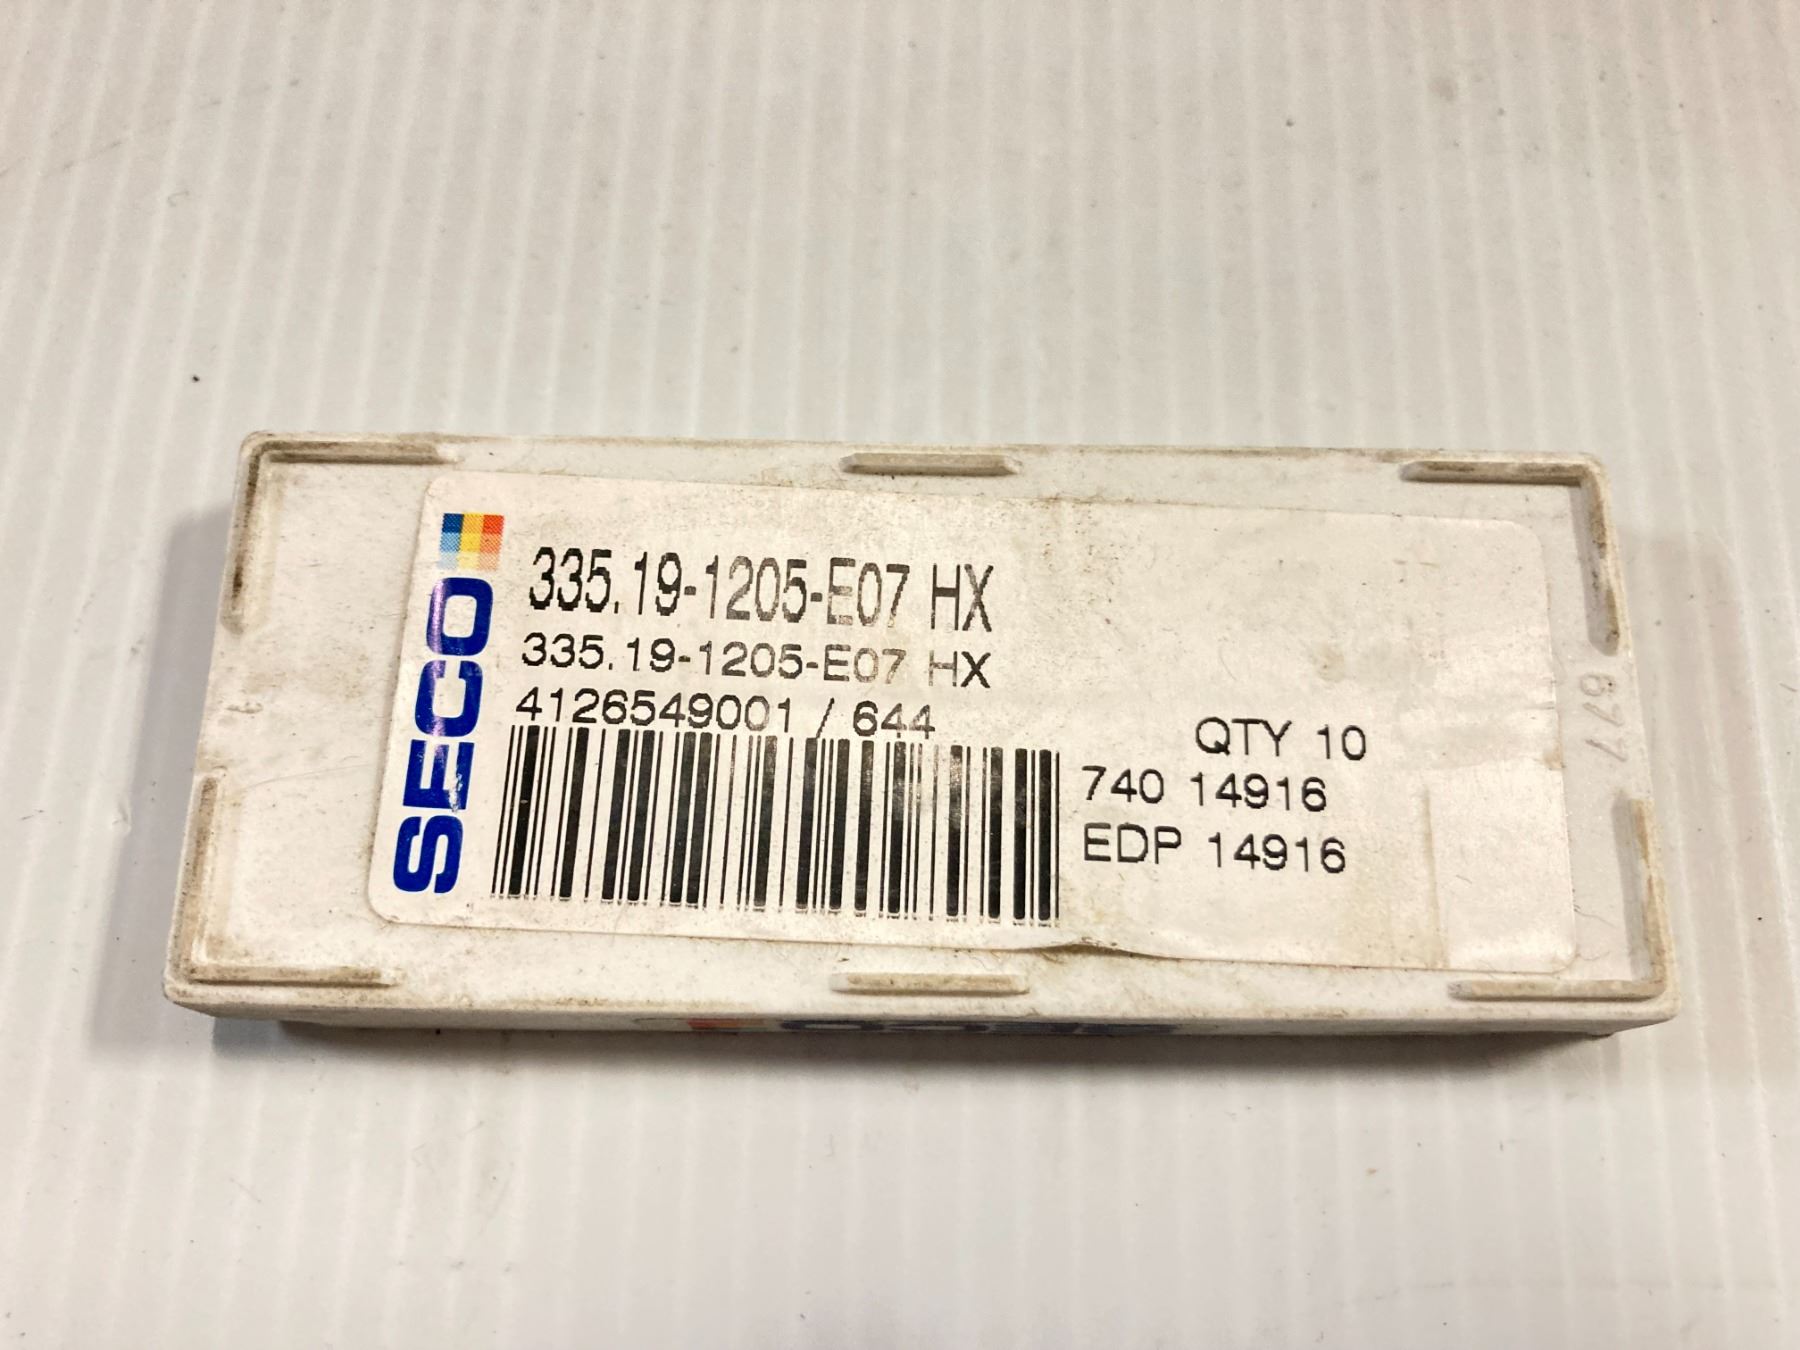 SECO
335.19-1205-E07 HX
335.19-1205-E07 HX
4126549001 / 644
QTY 10
740 14916
EDP 14916
677